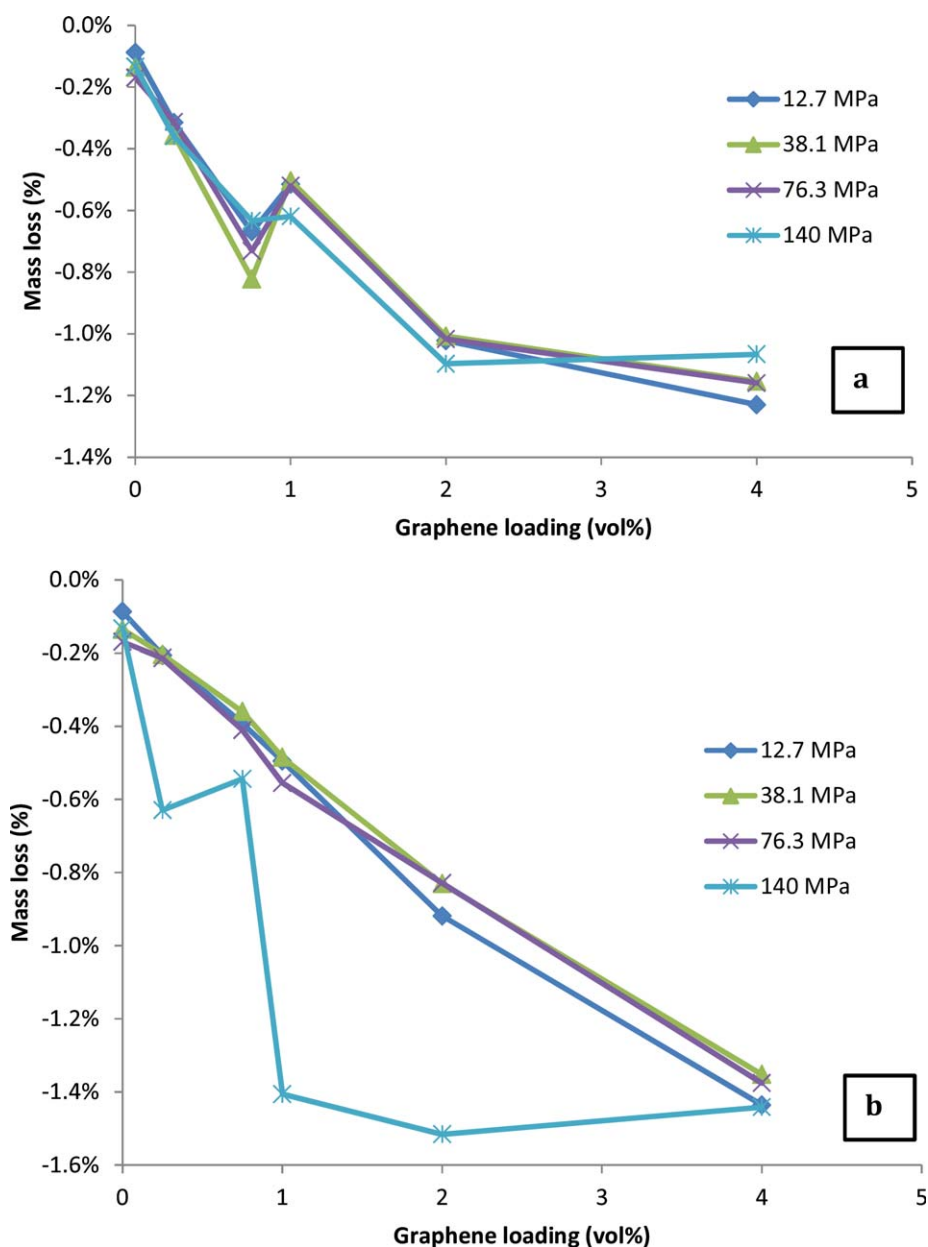 0.0%
-0.2%
-0.4%
-0.6%
-0.8%
-1.0%
-1.2%
-1.4%
Mass loss (%)
0 1 2 3 4 5
Graphene loading (vol%)
12.7 MPa
38.1 MPa
76.3 MPa
140 MPa
a
0.0%
-0.2%
-0.4%
-0.6%
-0.8%
-1.0%
-1.2%
-1.4%
-1.6%
Mass loss (%)
0 1 2 3 4 5
Graphene loading (vol%)
12.7 MPa
38.1 MPa
76.3 MPa
140 MPa
b